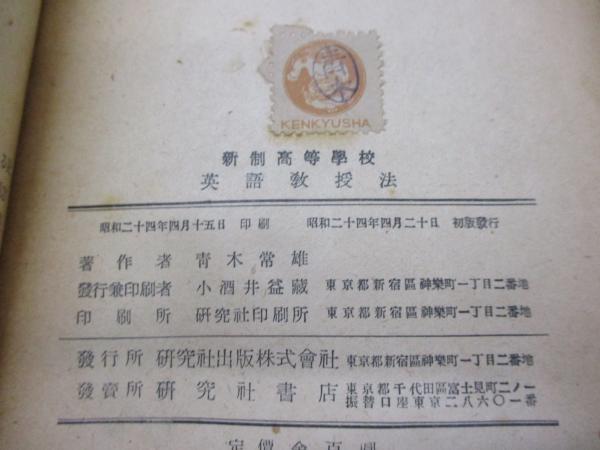 青木
KENKYUSHA
新制高等學校
英語教授法
昭和二十四年四月十五日 印刷 昭和二十四年四月二十日 初版發行
著作者 青木常雄
發行兼印刷者 小酒井益藏 東京都新宿區神樂町一丁目二番地
印刷所 研究社印刷所 東京都新宿區神樂町一丁目二番地
發行所 研究社出版株式會社 東京都新宿區神樂町一丁目二番地
發賣所 研究社書店 東京都千代田區富士見町二ノ一
振替口座東京二八六〇一番
定價金百圓